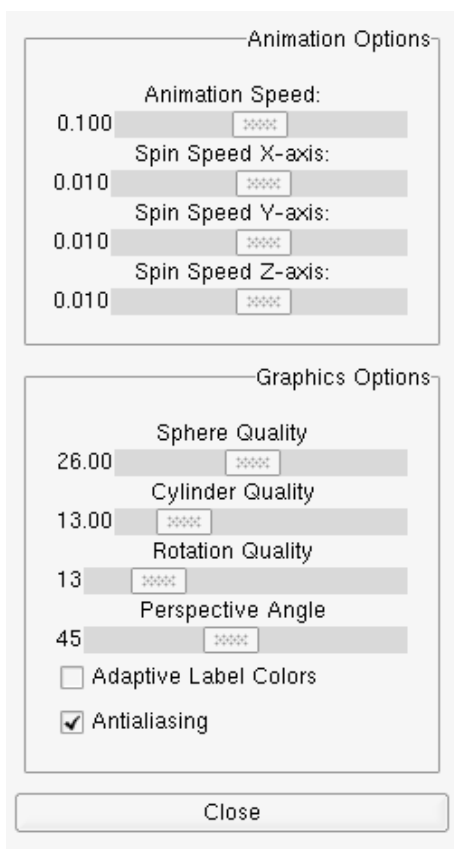 Animation Options
Animation Speed:
0.100
Spin Speed X-axis:
0.010
Spin Speed Y-axis:
0.010
Spin Speed Z-axis:
0.010
Graphics Options
Sphere Quality
26.00
Cylinder Quality
13.00
Rotation Quality
13
Perspective Angle
45
Adaptive Label Colors
Antialiasing
Close